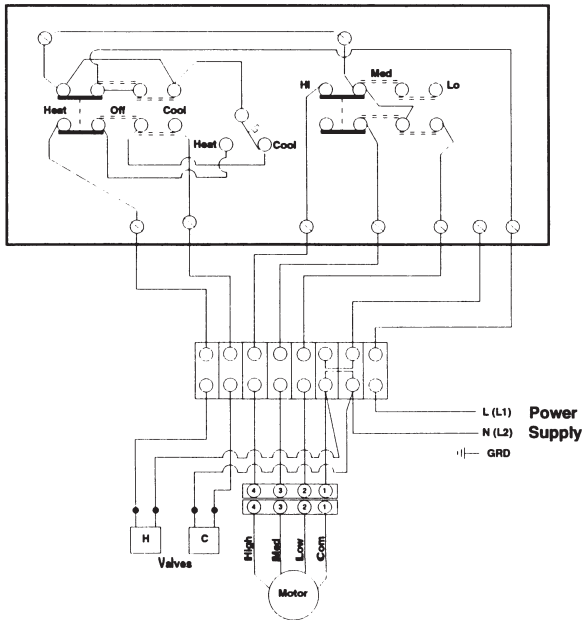 HI
Med
Lo
Heat
Off
Cool
Heat
Cool
L (L1)
Power
N (L2)
Supply
GRD
4
3
2
1
4
3
2
1
H
C
Valves
High
Med
Low
Com
Motor